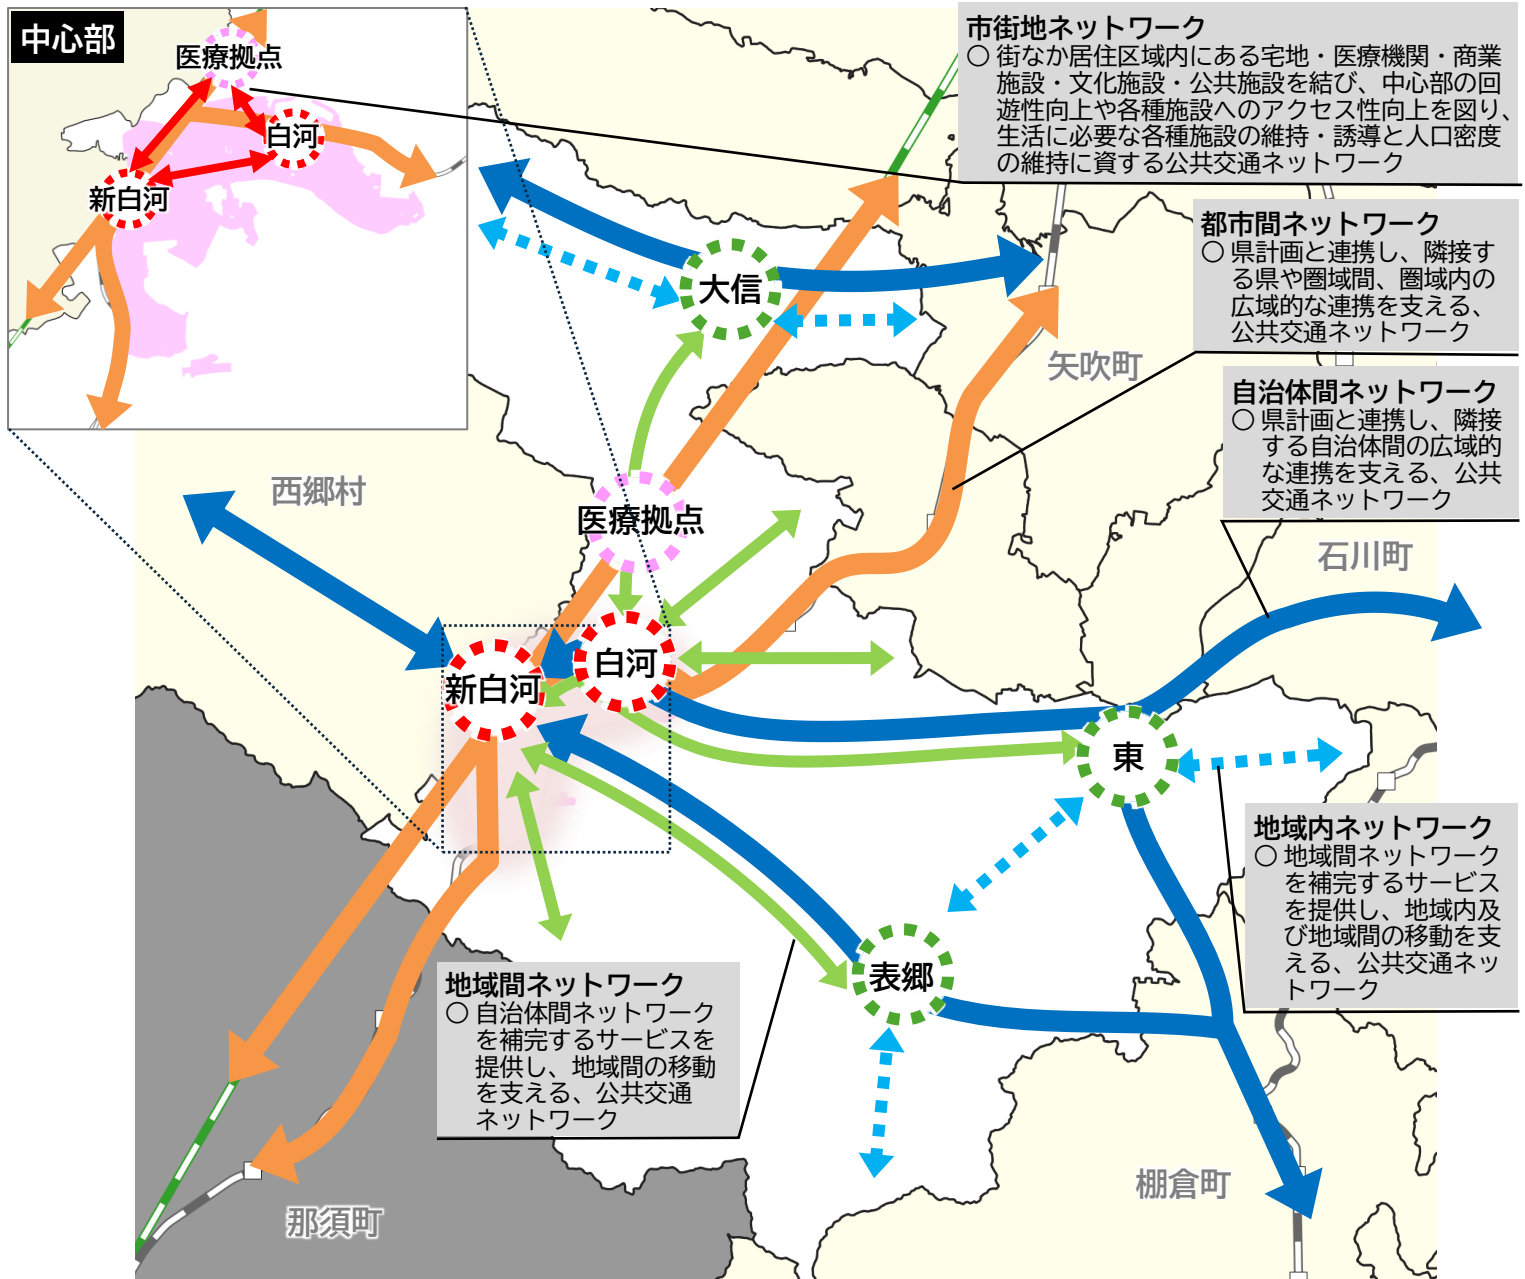 中心部
医療拠点
白河
新白河
市街地ネットワーク
○ 街なか居住区域内にある宅地・医療機関・商業
施設・文化施設・公共施設を結び、中心部の回
遊性向上や各種施設へのアクセス性向上を図り、
生活に必要な各種施設の維持・誘導と人口密度
の維持に資する公共交通ネットワーク
都市間ネットワーク
○ 県計画と連携し、隣接す
る県や圏域間、圏域内の
広域的な連携を支える、
公共交通ネットワーク
大信
矢吹町
自治体間ネットワーク
○ 県計画と連携し、隣接
する自治体間の広域的
な連携を支える、公共
交通ネットワーク
西郷村
医療拠点
石川町
白河
新白河
東
地域内ネットワーク
○ 地域間ネットワーク
を補完するサービス
を提供し、地域内及
び地域間の移動を支
える、公共交通ネッ
トワーク
表郷
地域間ネットワーク
○ 自治体間ネットワーク
を補完するサービスを
提供し、地域間の移動
を支える、公共交通
ネットワーク
棚倉町
那須町